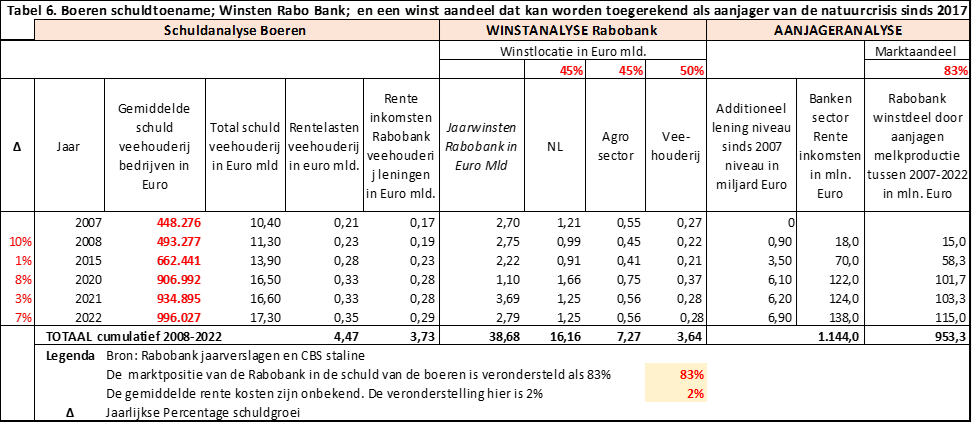 Tabel 6. Boeren schuldtoename; Winsten Rabo Bank; en een winst aandeel dat kan worden toegerekend als aanjager van de natuurcrisis sinds 2017
Schuldanalyse Boeren WINSTANALYSE Rabobank AANJAGERANALYSE
Winstlocatie in Euro mld. Marktaandeel
45% 45% 50% 83%
Δ Jaar Gemiddelde schuld veehouderij bedrijven in Euro Total schuld veehouderij in Euro mld Rentelasten veehouderij in euro mld. Rente inkomsten Rabobank veehouderij leningen in Euro mld. Jaarwinsten Rabobank in Euro Mld NL Agro sector Vee-houderij Additioneel lening niveau sinds 2007 niveau in miljard Euro Banken sector Rente inkomsten in mln. Euro Rabobank winstdeel door aanjagen melkproductie tussen 2007-2022 in mln. Euro
2007 448.276 10,40 0,21 0,17 2,70 1,21 0,55 0,27 0
10% 2008 493.277 11,30 0,23 0,19 2,75 0,99 0,45 0,22 0,90 18,0 15,0
1% 2015 662.441 13,90 0,28 0,23 2,22 0,91 0,41 0,21 3,50 70,0 58,3
8% 2020 906.992 16,50 0,33 0,28 1,10 1,66 0,75 0,37 6,10 122,0 101,7
3% 2021 934.895 16,60 0,33 0,28 3,69 1,25 0,56 0,28 6,20 124,0 103,3
7% 2022 996.027 17,30 0,35 0,29 2,79 1,25 0,56 0,28 6,90 138,0 115,0
TOTAAL cumulatief 2008-2022 4,47 3,73 38,68 16,16 7,27 3,64 1.144,0 953,3
Legenda Bron: Rabobank jaarverslagen en CBS staline
De marktpositie van de Rabobank in de schuld van de boeren is verondersteld als 83% 83%
De gemiddelde rente kosten zijn onbekend. De veronderstelling hier is 2% 2%
Δ Jaarlijkse Percentage schuldgroei